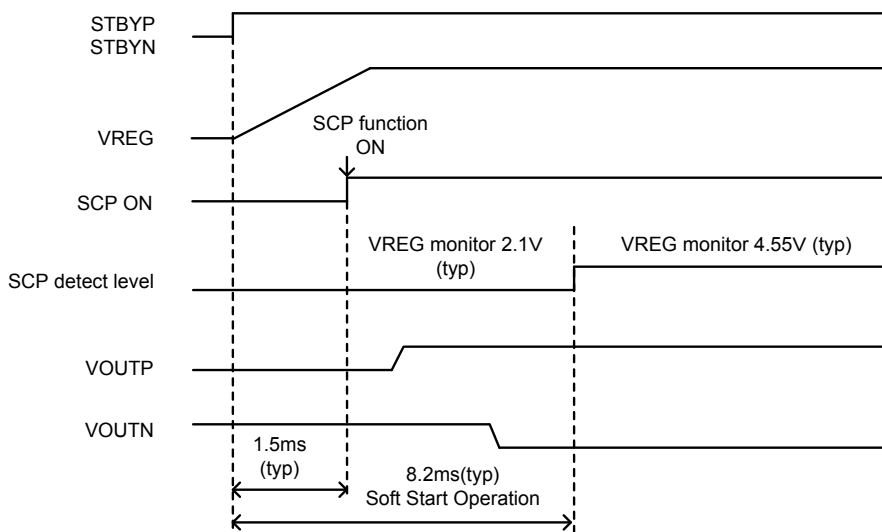 STBYP
STBYN
VREG
SCP function
ON
SCP ON
VREG monitor 2.1V
(typ)
VREG monitor 4.55V (typ)
SCP detect level
VOUTP
VOUTN
1.5ms
(typ)
8.2ms(typ)
Soft Start Operation